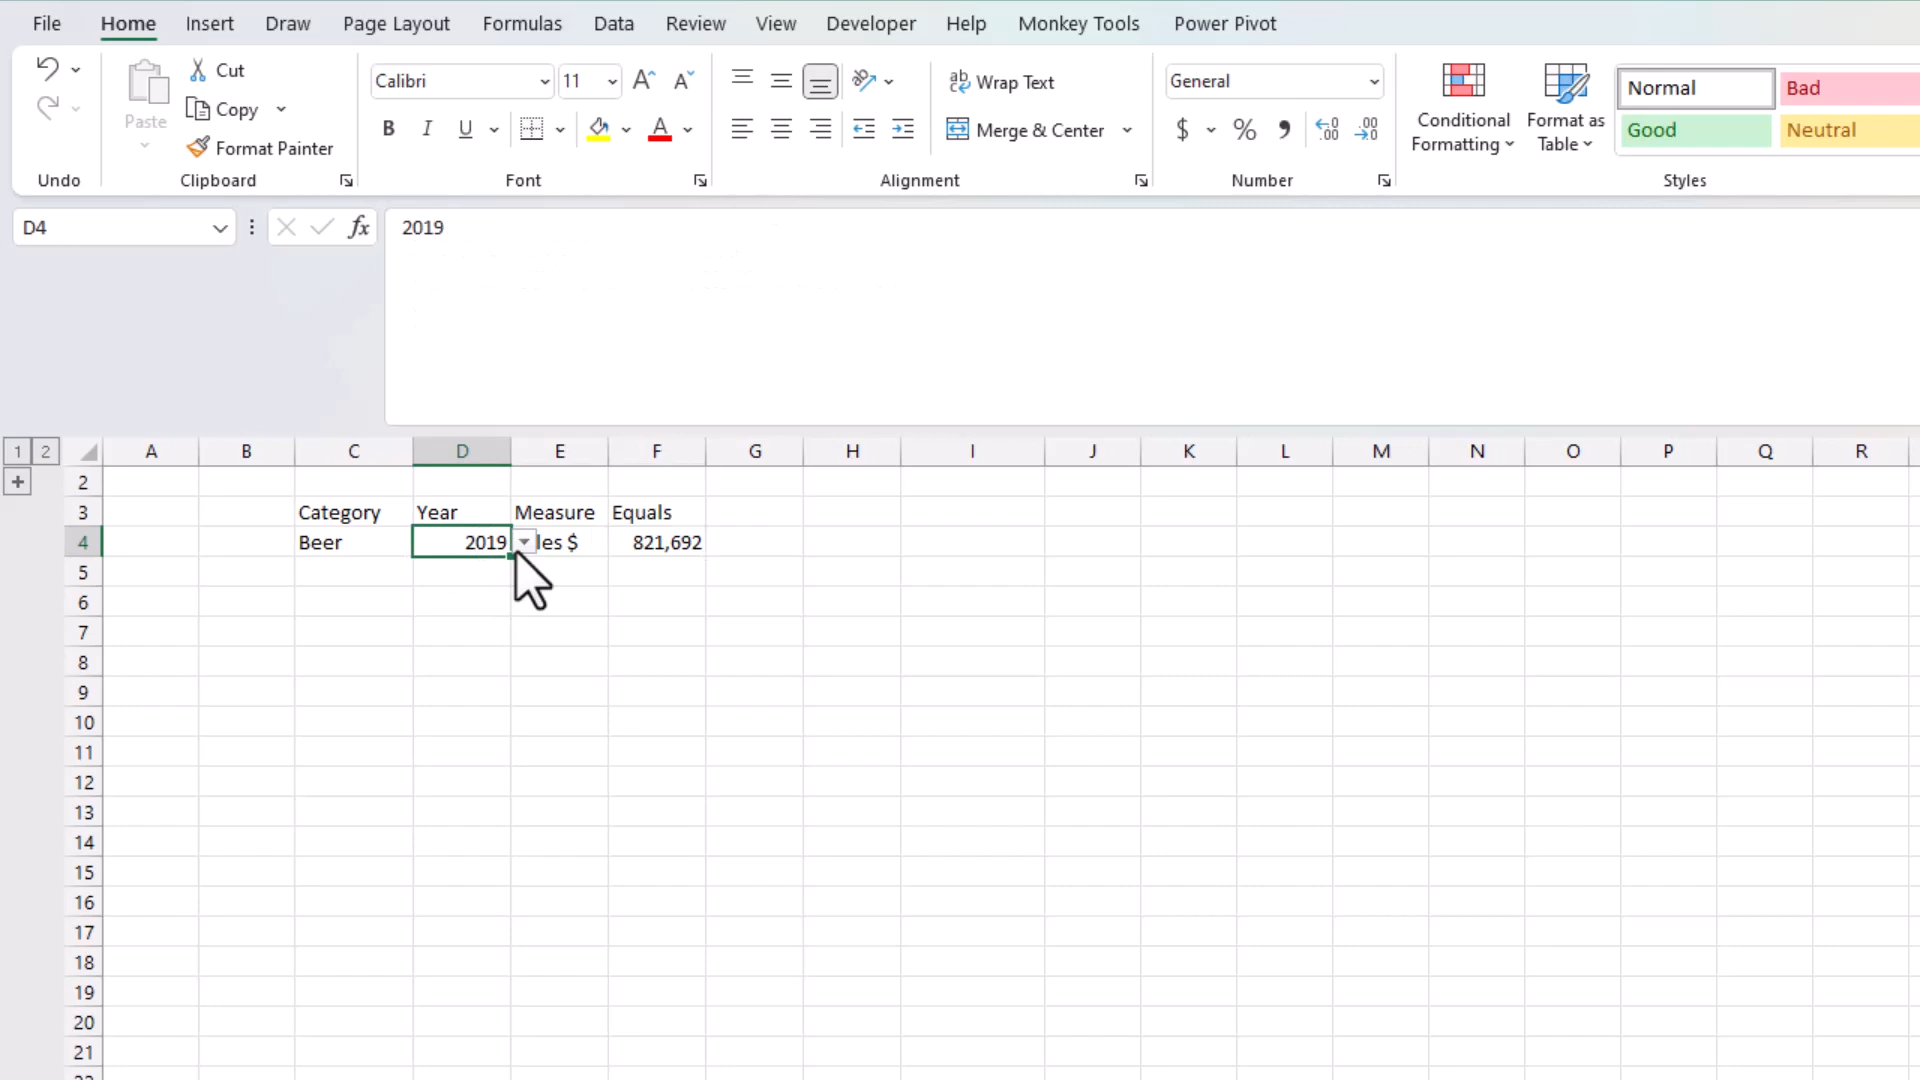 File Home Insert Draw Page Layout Formulas Data Review View Developer Help Monkey Tools Power Pivot
Cut
Copy
Format Painter
Paste
Undo
Clipboard
Calibri 11
A A
B I U A
Font
Wrap Text
Merge & Center
Alignment
General
$ % , .00 .00
Number
Conditional Formatting
Format as Table
Normal Bad
Good Neutral
Styles
D4 fx 2019
1 2 A B C D E F G H I J K L M N O P Q R
2
3 Category Year Measure Equals
4 Beer 2019 les $ 821,692
5
6
7
8
9
10
11
12
13
14
15
16
17
18
19
20
21